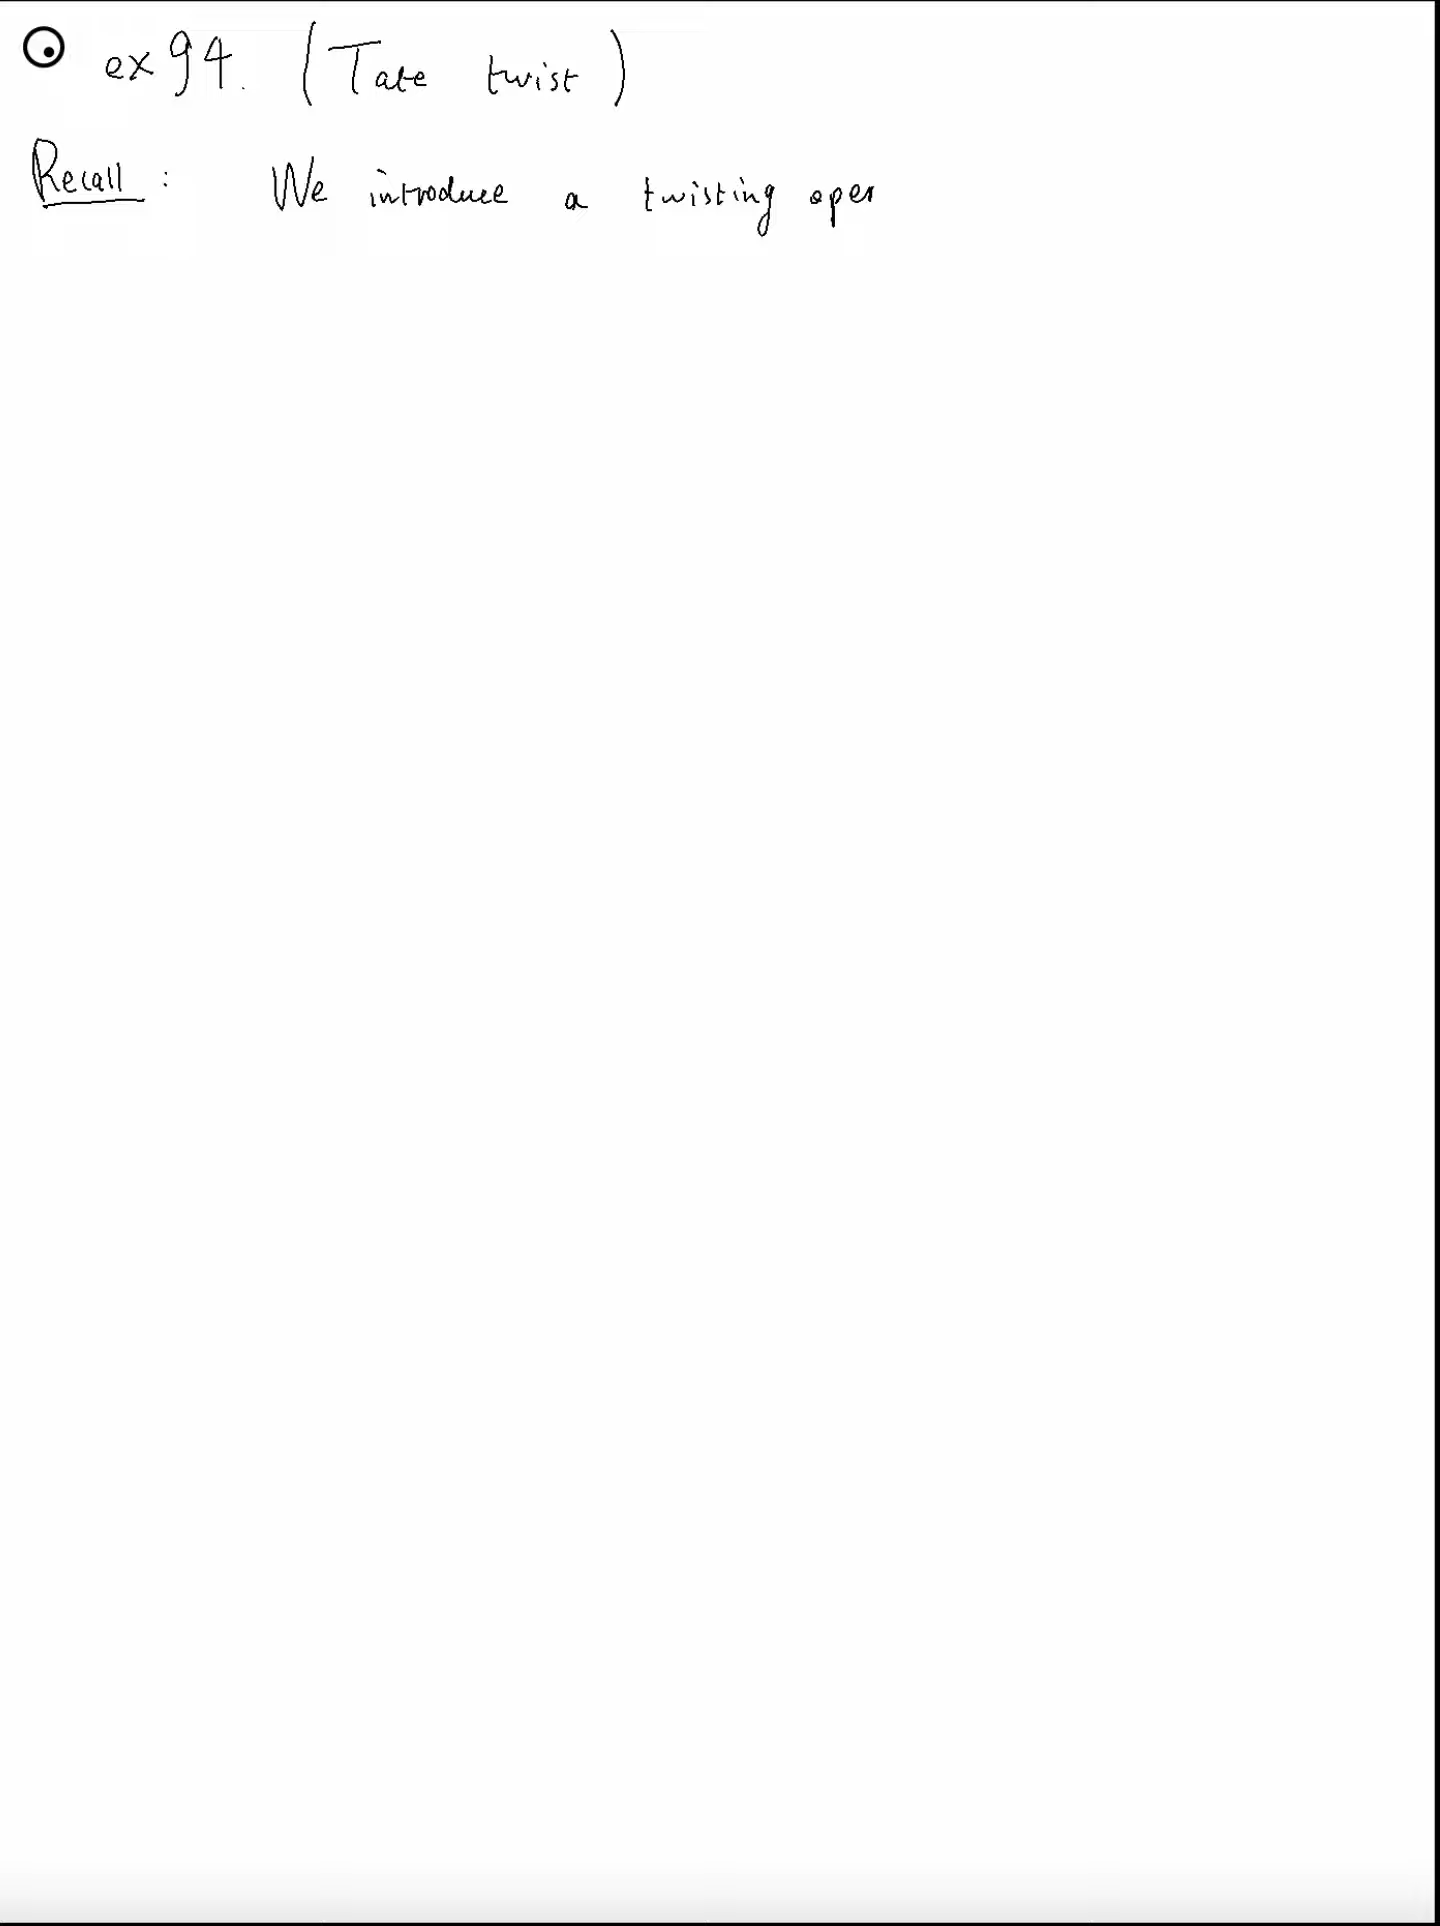 ex 94. (Tate twist)
Recall: We introduce a twisting oper